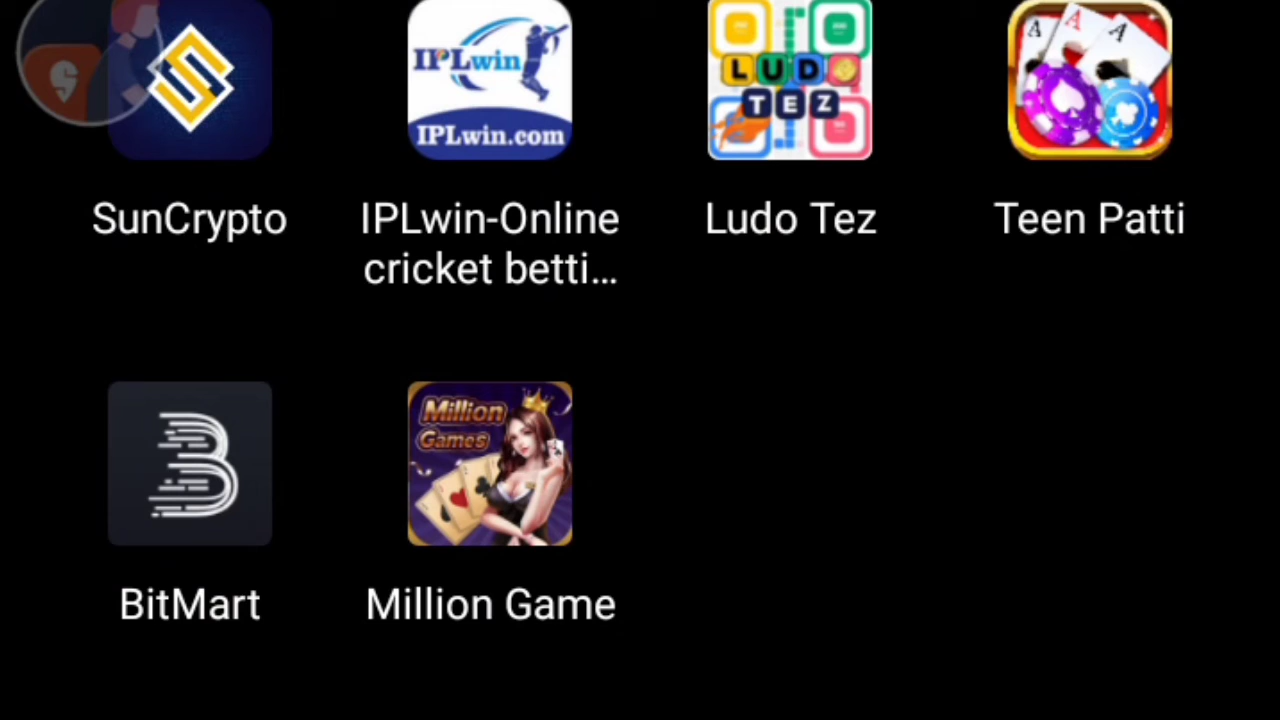 IPLwin
IPLwin.com
LUDO
TEZ
A A A
SunCrypto
IPLwin-Online
cricket betti...
Ludo Tez
Teen Patti
Million
Games
BitMart
Million Game